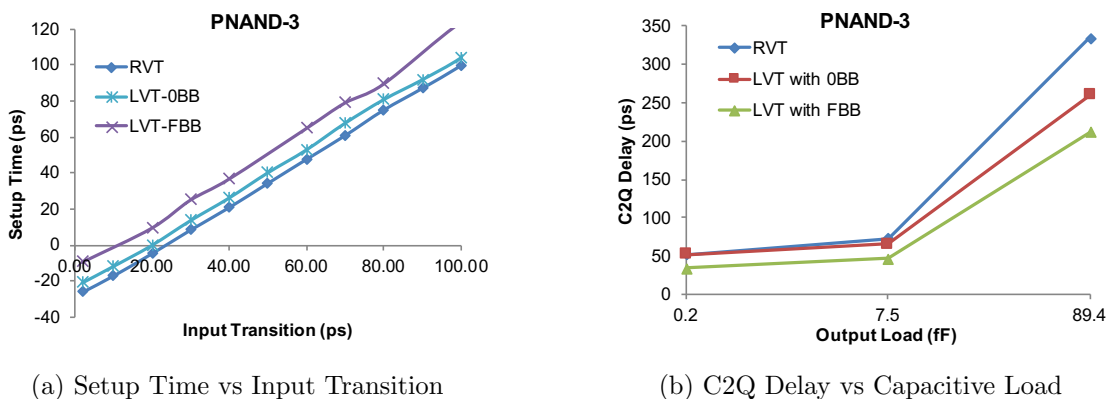 PNAND-3
120
100
80
60
40
20
0
-20
-40
Setup Time (ps)
RVT
LVT-0BB
LVT-FBB
0.00 20.00 40.00 60.00 80.00 100.00
Input Transition (ps)
(a) Setup Time vs Input Transition
PNAND-3
350
300
250
200
150
100
50
0
C2Q Delay (ps)
RVT
LVT with 0BB
LVT with FBB
0.2 7.5 89.4
Output Load (fF)
(b) C2Q Delay vs Capacitive Load